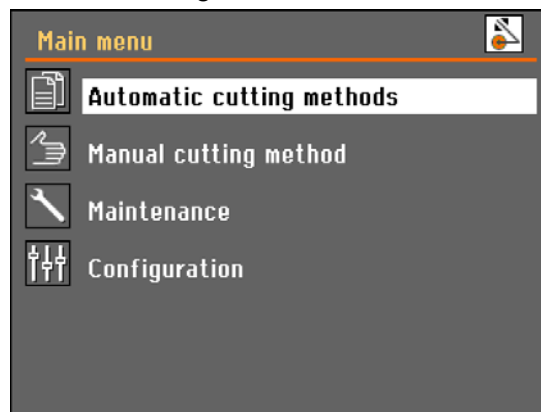 Main menu
Automatic cutting methods
Manual cutting method
Maintenance
Configuration